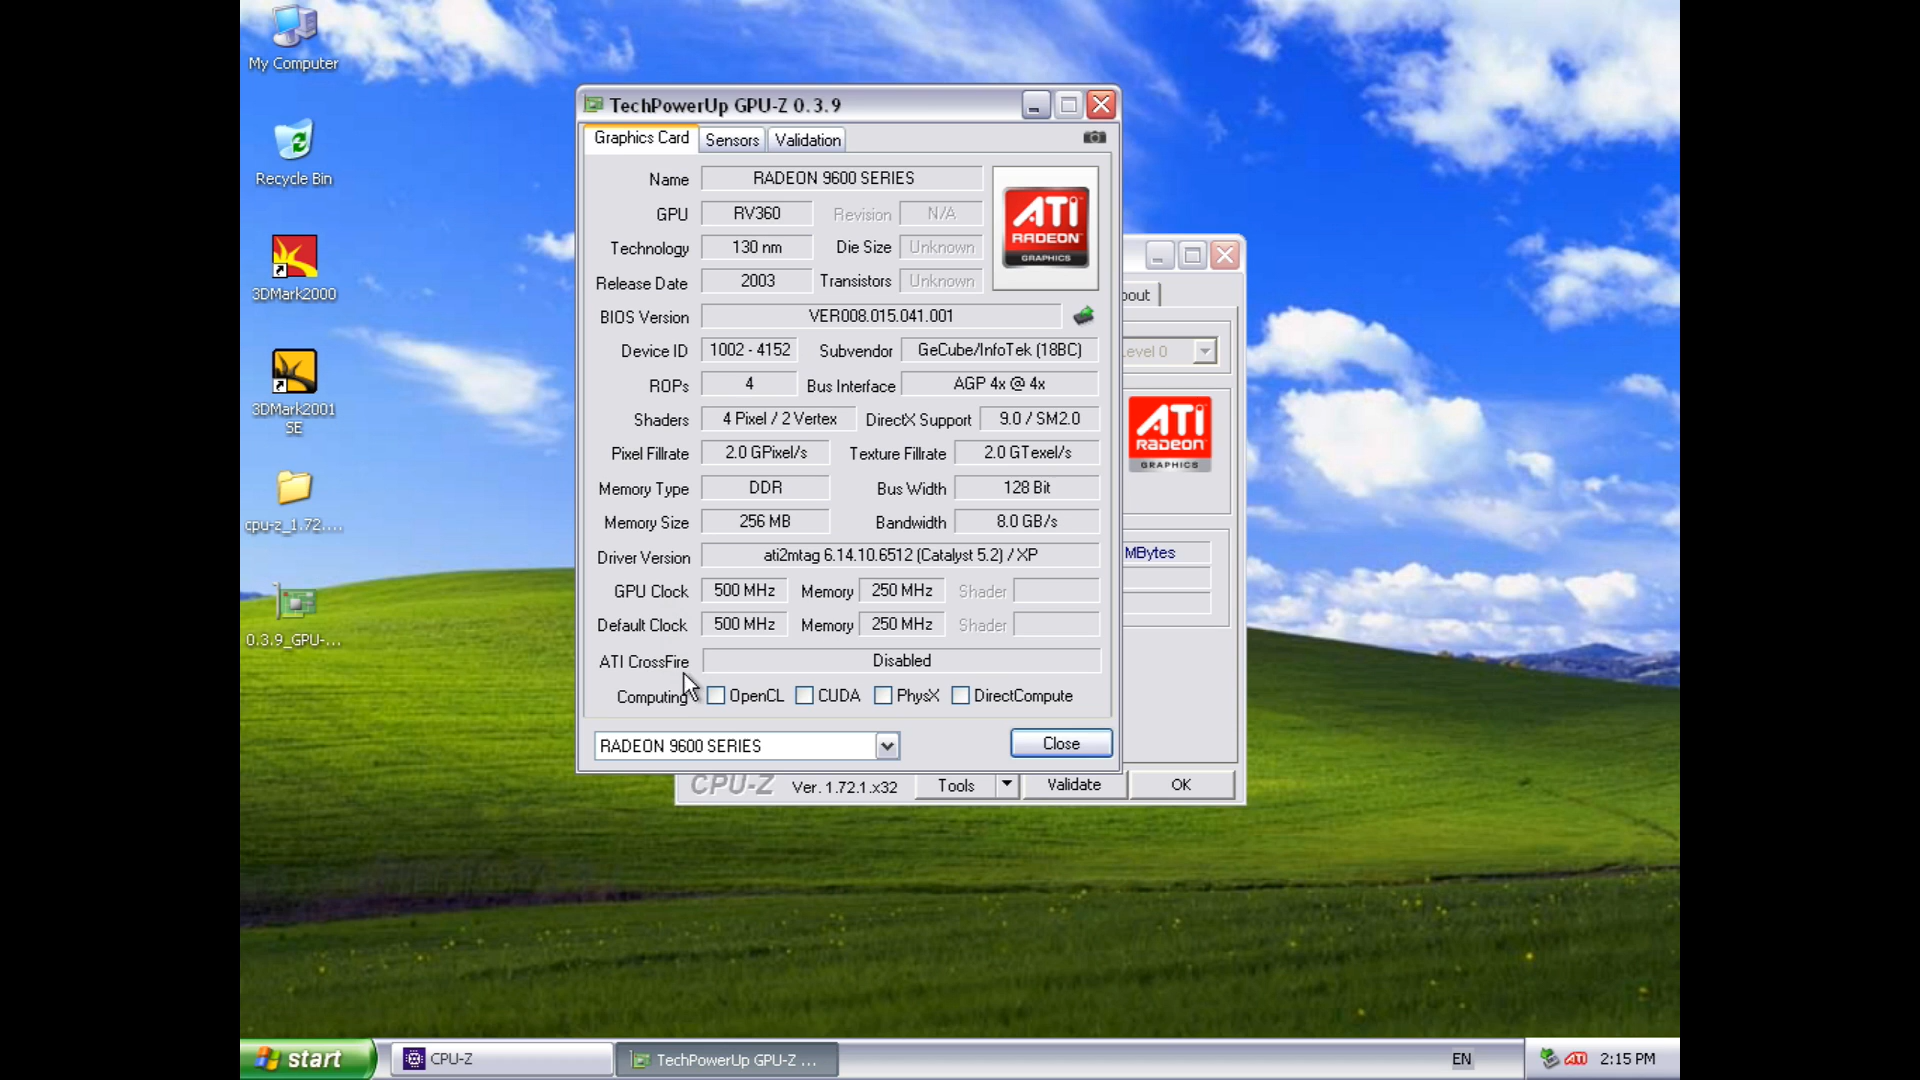 My Computer
Recycle Bin
3DMark2000
3DMark2001
SE
cpu-z_1.72....
0.3.9_GPU-...
TechPowerUp GPU-Z 0.3.9
Graphics Card Sensors Validation
Name RADEON 9600 SERIES
GPU RV360 Revision N/A
Technology 130 nm Die Size Unknown
Release Date 2003 Transistors Unknown
BIOS Version VER008.015.041.001
Device ID 1002 - 4152 Subvendor GeCube/InfoTek (18BC)
ROPs 4 Bus Interface AGP 4x @ 4x
Shaders 4 Pixel / 2 Vertex DirectX Support 9.0 / SM2.0
Pixel Fillrate 2.0 GPixel/s Texture Fillrate 2.0 GTexel/s
Memory Type DDR Bus Width 128 Bit
Memory Size 256 MB Bandwidth 8.0 GB/s
Driver Version ati2mtag 6.14.10.6512 (Catalyst 5.2) / XP
GPU Clock 500 MHz Memory 250 MHz Shader
Default Clock 500 MHz Memory 250 MHz Shader
ATI CrossFire Disabled
Computing OpenCL CUDA PhysX DirectCompute
RADEON 9600 SERIES Close
ATI
RADEON
GRAPHICS
bout
evel 0
ATI
RADEON
GRAPHICS
MBytes
CPU-Z Ver. 1.72.1.x32 Tools Validate OK
start CPU-Z TechPowerUp GPU-Z ... EN ATI 2:15 PM